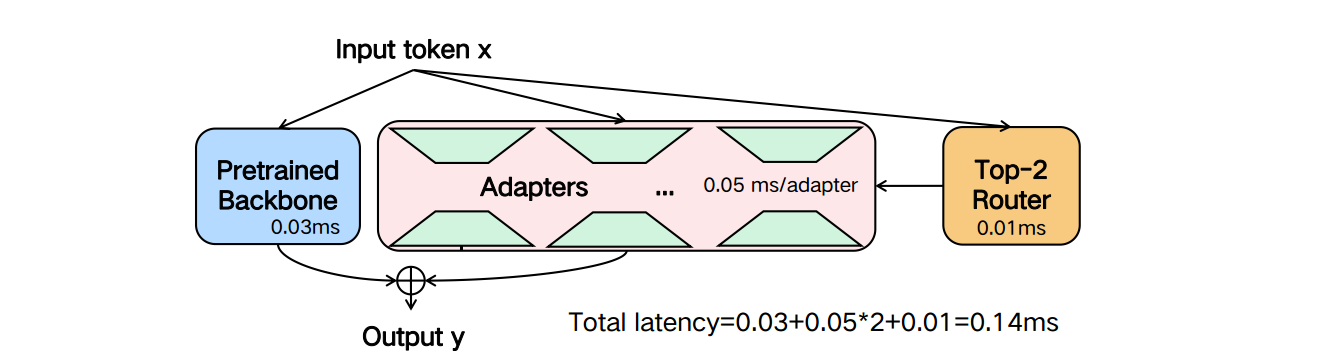 Input token x
Pretrained
Backbone
0.03ms
Adapters
...
0.05 ms/adapter
Top-2
Router
0.01ms
Output y
Total latency=0.03+0.05*2+0.01=0.14ms